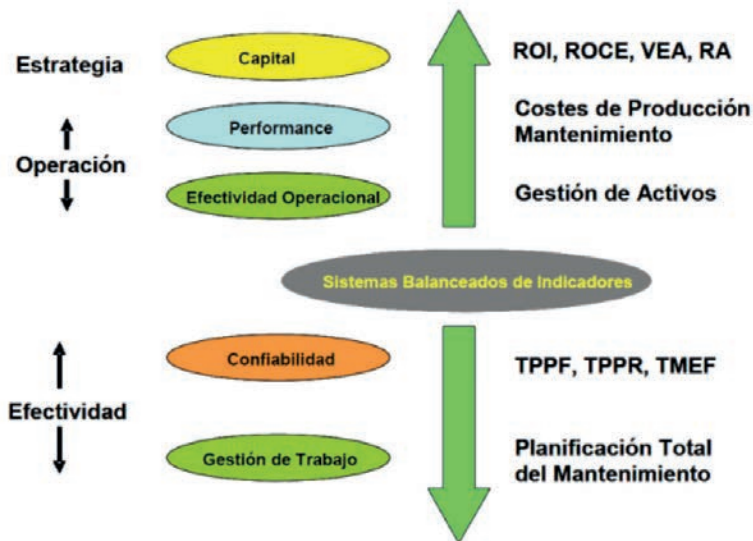 Estrategia
Capital
ROI, ROCE, VEA, RA
Performance
Costes de Producción
Mantenimiento
Operación
Efectividad Operacional
Gestión de Activos
Sistemas Balanceados de Indicadores
Confiabilidad
TPPF, TPPR, TMEF
Efectividad
Gestión de Trabajo
Planificación Total
del Mantenimiento